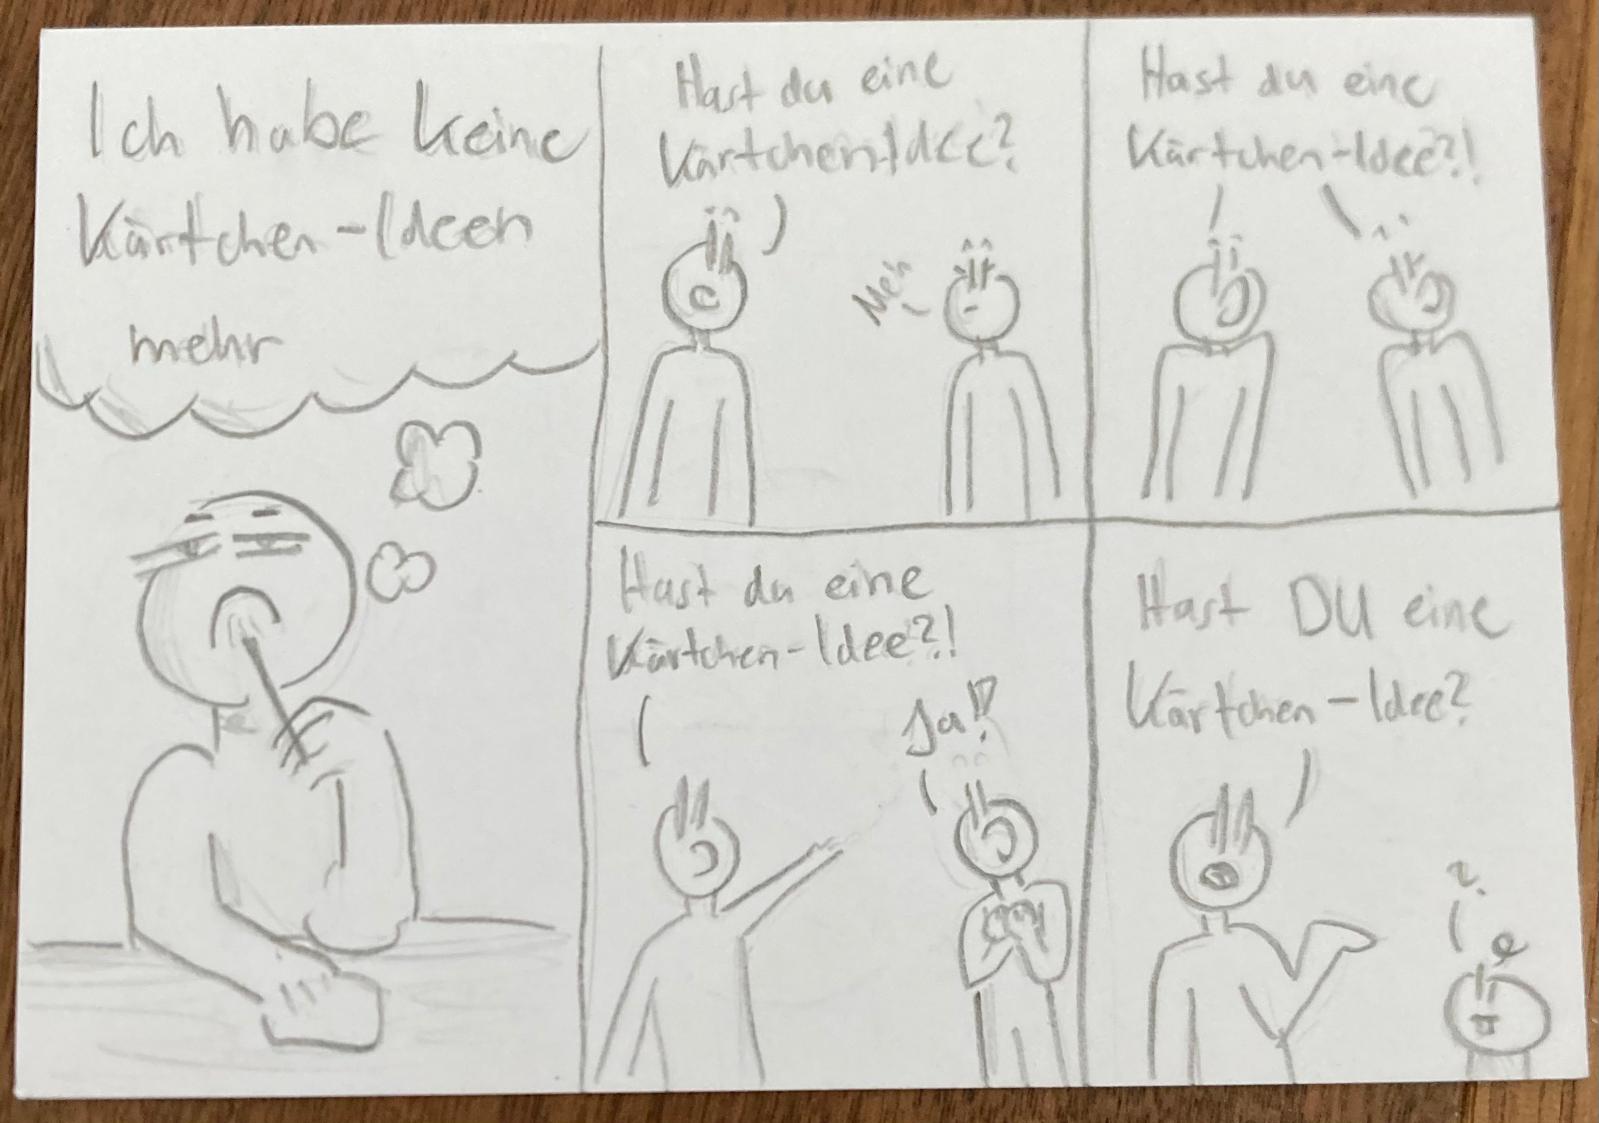 Ich habe keine
Kärtchen-Ideen
mehr
Hast du eine
Kärtchen-Idee?
Meh
Hast du eine
Kärtchen-Idee?!
Hast du eine
Kärtchen-Idee?!
Ja!!
Hast DU eine
Kärtchen-Idee?
?